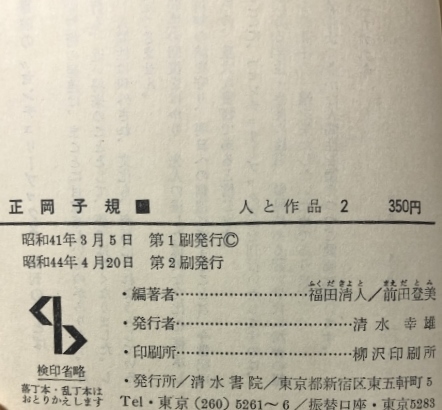 正岡子規■ 人と作品 2 350円
昭和41年3月5日 第1刷発行©
昭和44年4月20日 第2刷発行
・編著者………………福田清人/前田登美
ふくだきよと まえだとみ
・発行者………………清水幸雄
・印刷所………………柳沢印刷所
検印省略
落丁本・乱丁本は
おとりかえします
・発行所/清水書院/東京都新宿区東五軒町5
Tel・東京(260)5261~6/振替口座・東京5283